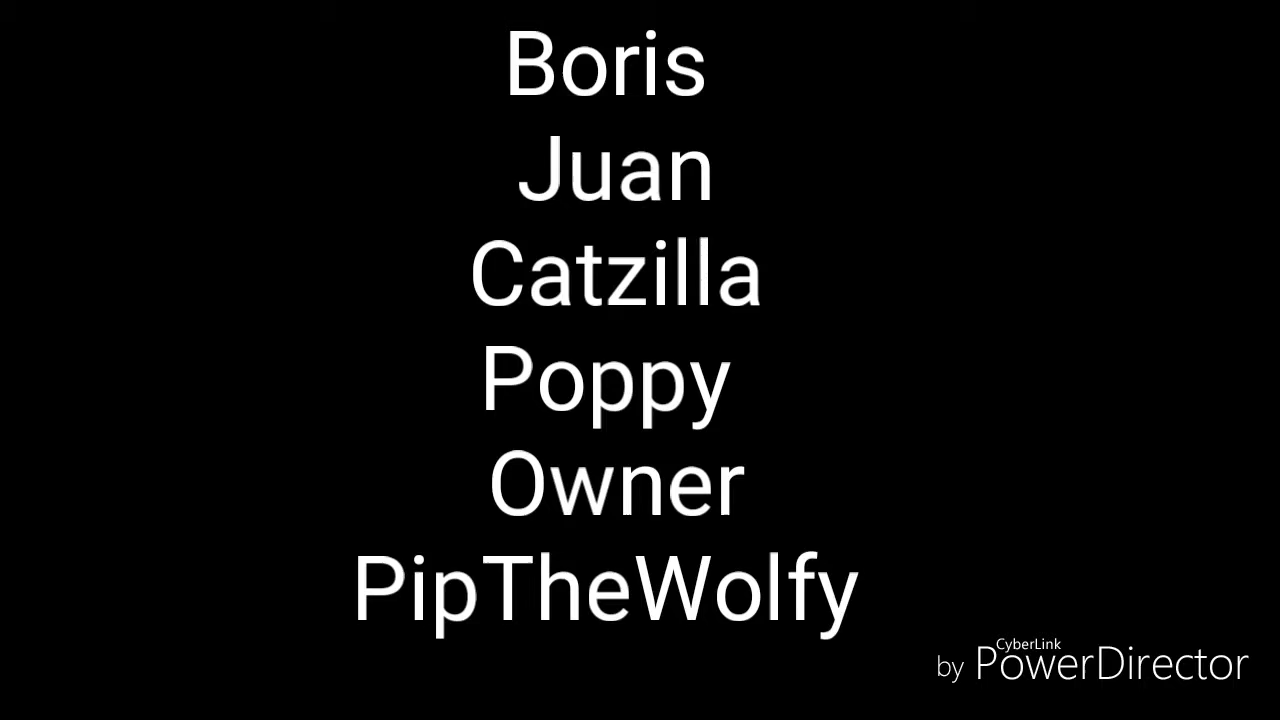 Boris
Juan
Catzilla
Poppy
Owner
PipTheWolfy
CyberLink
by PowerDirector